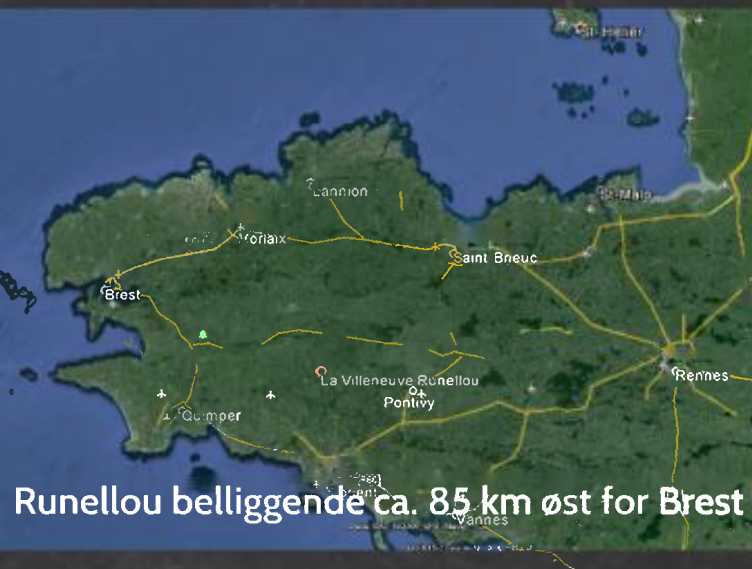 St-Helier
Lannion
St-Malo
Morlaix
Saint Brieuc
Brest
Rennes
La Villeneuve Runellou
Pontivy
Quimper
Runellou belliggende ca. 85 km øst for Brest
Vannes